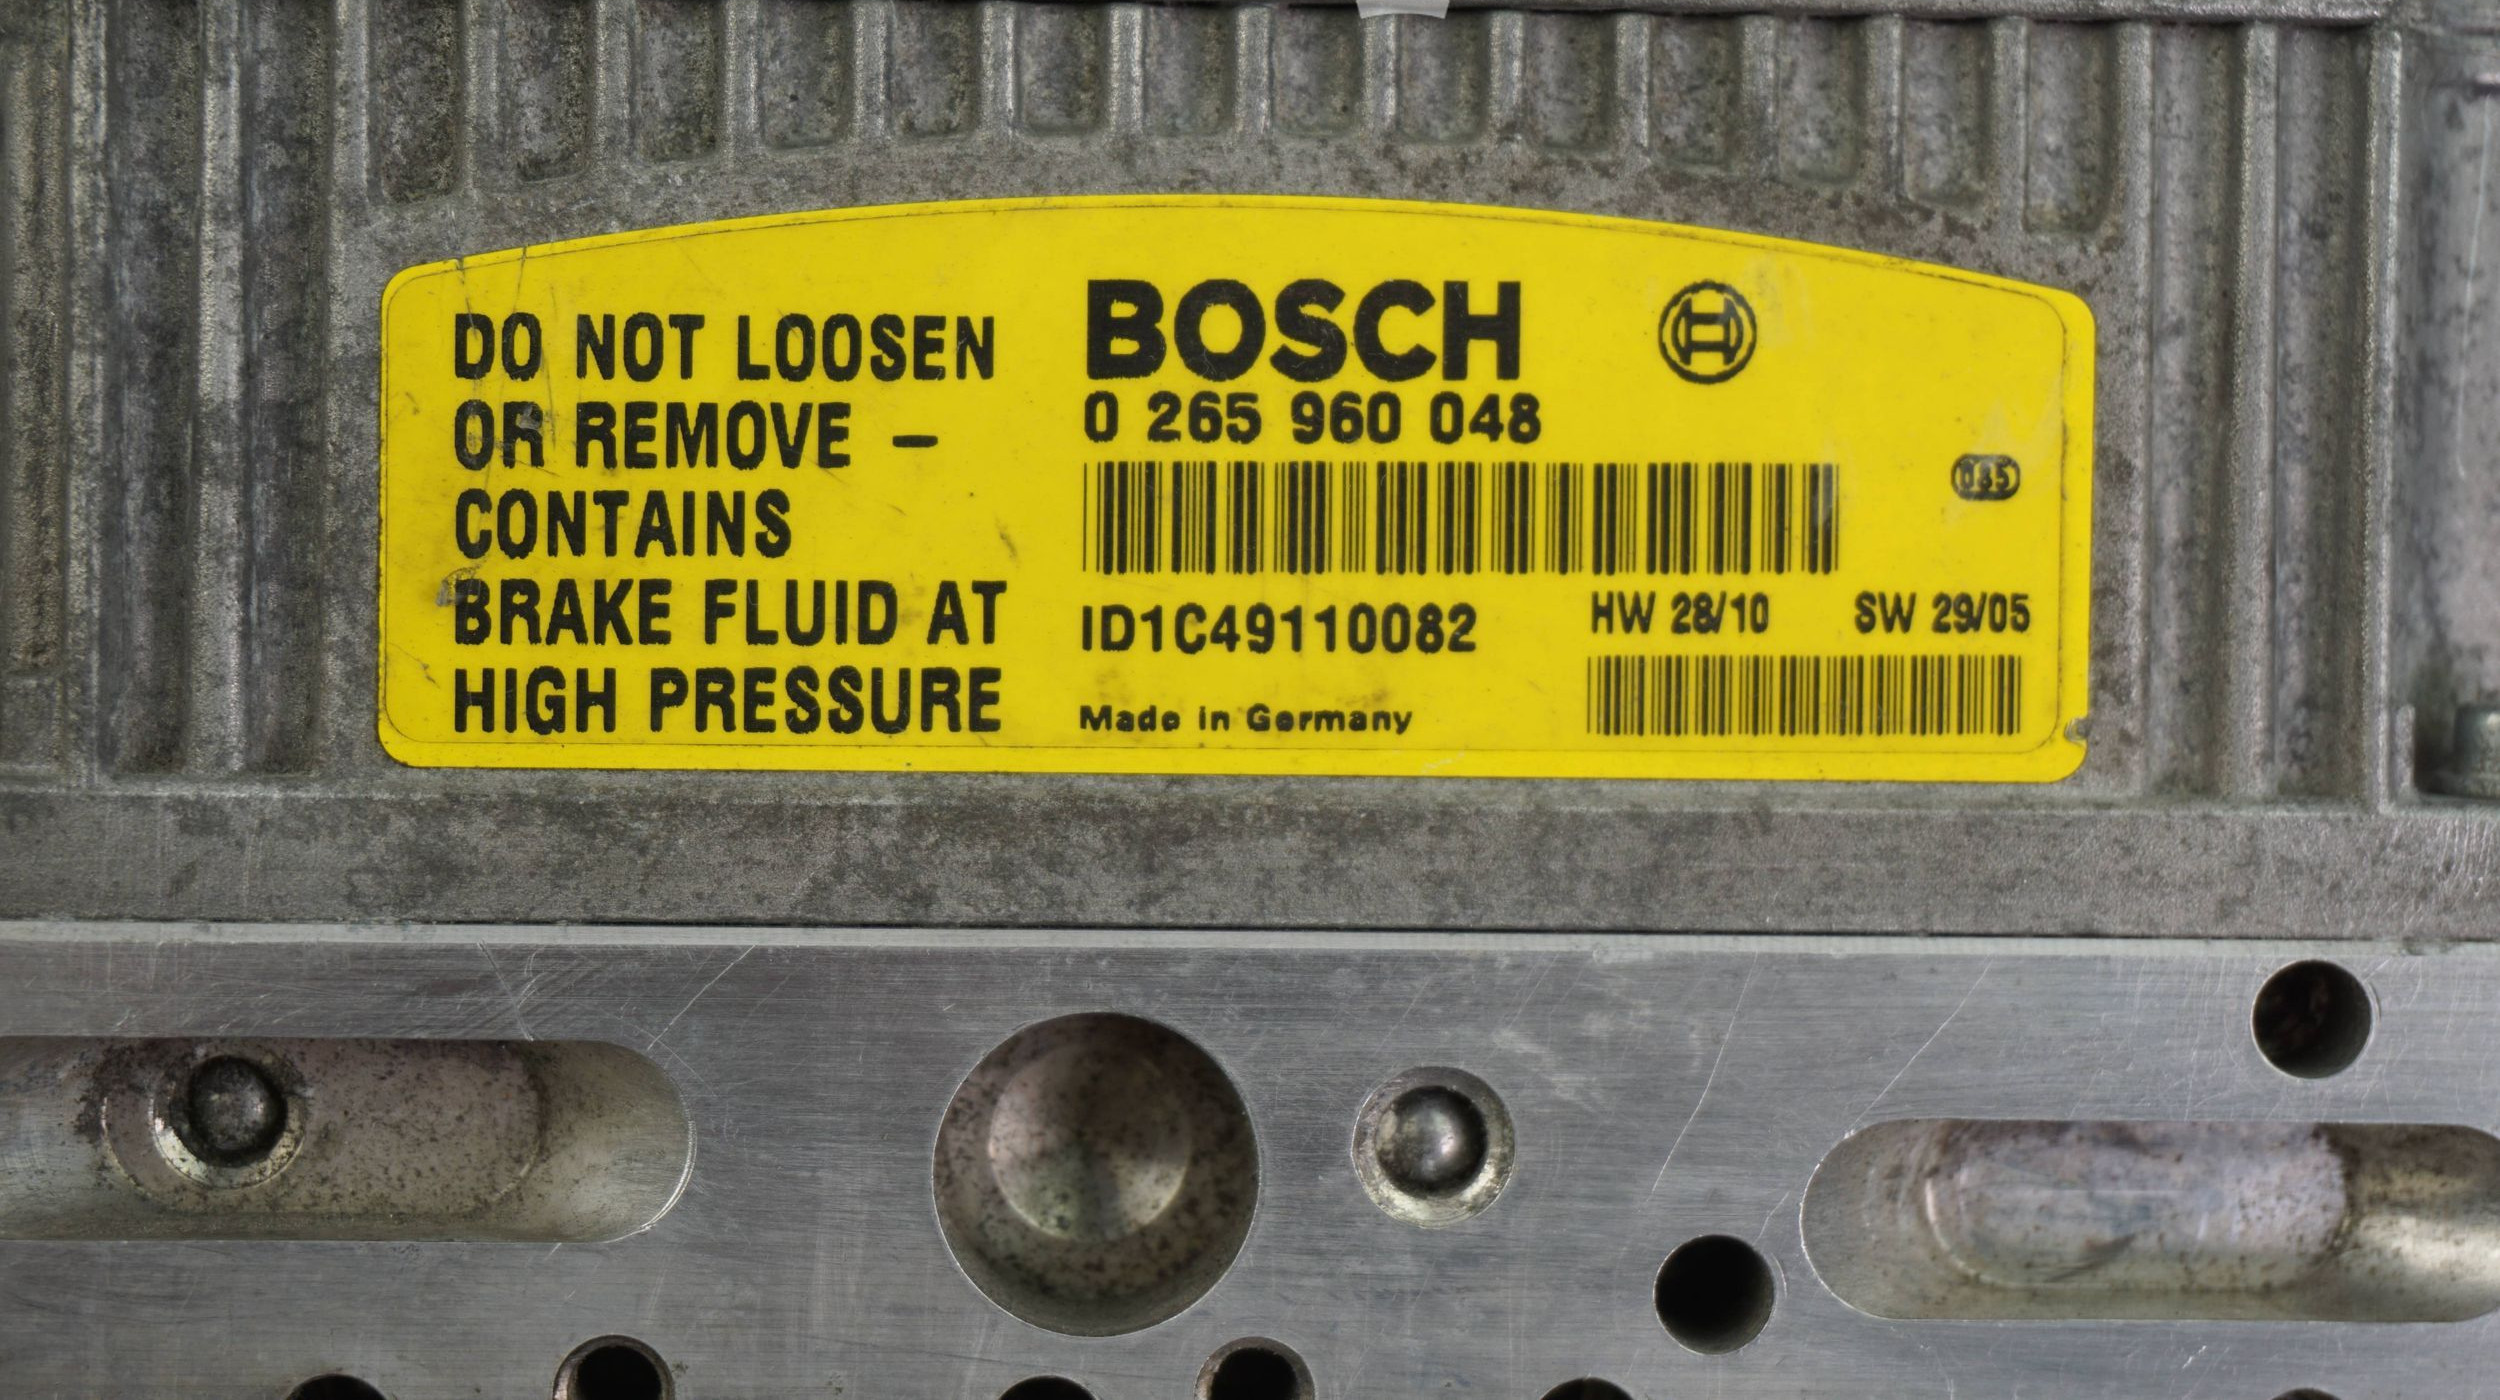 DO NOT LOOSEN
OR REMOVE –
CONTAINS
BRAKE FLUID AT
HIGH PRESSURE
BOSCH
0 265 960 048
085
ID1C49110082
HW 28/10 SW 29/05
Made in Germany